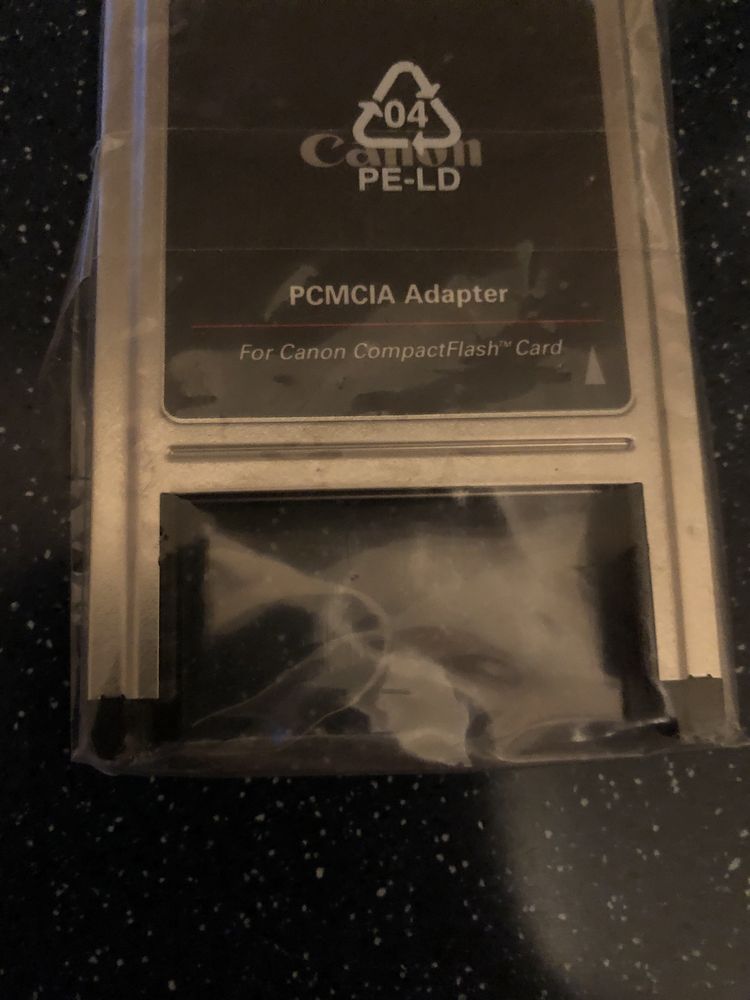 04
Canon
PE-LD
PCMCIA Adapter
For Canon CompactFlash™ Card